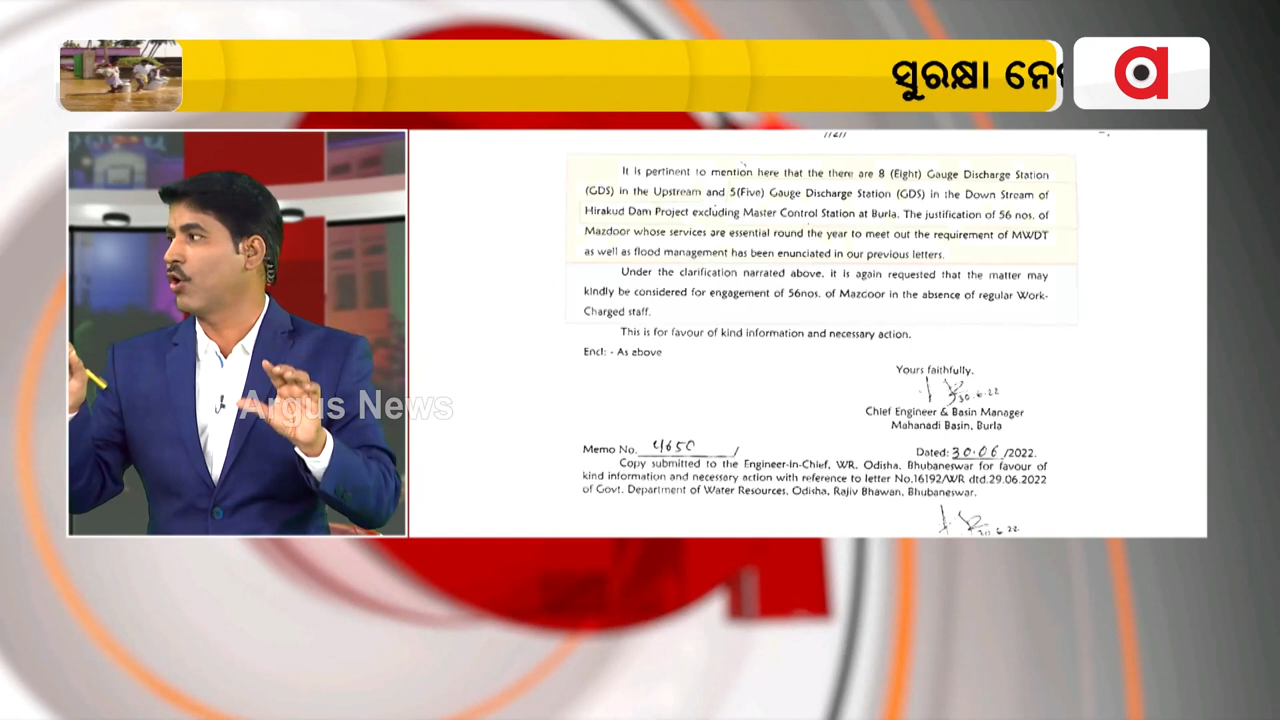 ସୁରକ୍ଷା
a
//2//
It is pertinent to mention here that the there are 8 (Eight) Gauge Discharge Station
(GDS) in the Upstream and 5(Five) Gauge Discharge Station (GDS) in the Down Stream of
Hirakud Dam Project excluding Master Control Station at Burla. The justification of 56 nos. of
Mazdoor whose services are essential round the year to meet out the requirement of MWDT
as well as flood management has been enunciated in our previous letters.
Under the clarification narrated above, it is again requested that the matter may
kindly be considered for engagement of 56nos. of Mazdoor in the absence of regular Work-
Charged staff.
This is for favour of kind information and necessary action.
Encl: - As above
Yours faithfully,
30.6.22
Chief Engineer & Basin Manager
Mahanadi Basin, Burla
Memo No. 4650 / Dated: 30.06 /2022.
Copy submitted to the Engineer-In-Chief, WR, Odisha, Bhubaneswar for favour of
kind information and necessary action with reference to letter No.16192/WR dtd.29.06.2022
of Govt. Department of Water Resources, Odisha, Rajiv Bhawan, Bhubaneswar.
30.6.22
Argus News